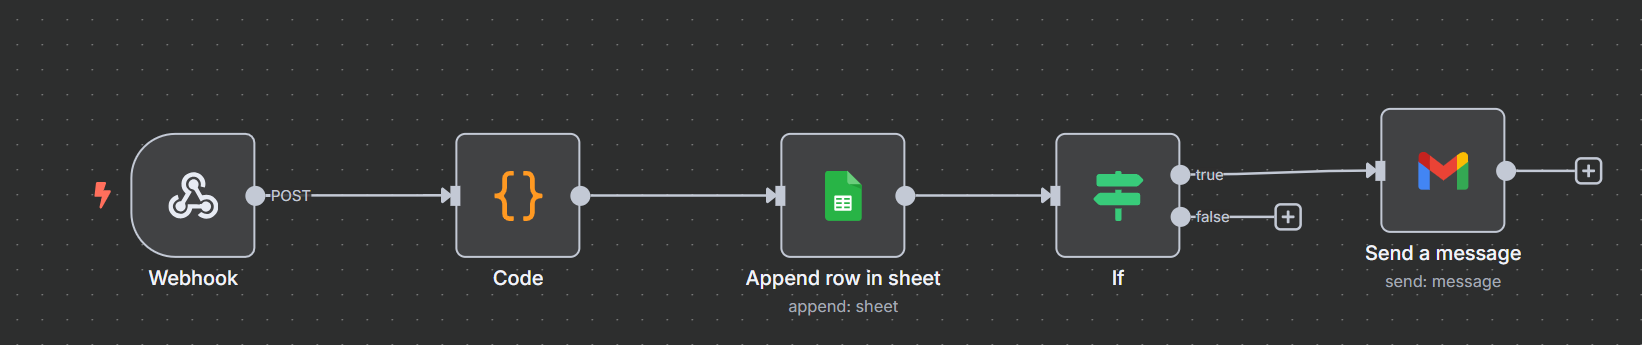 POST
true
false
Webhook
Code
Append row in sheet
append: sheet
If
Send a message
send: message